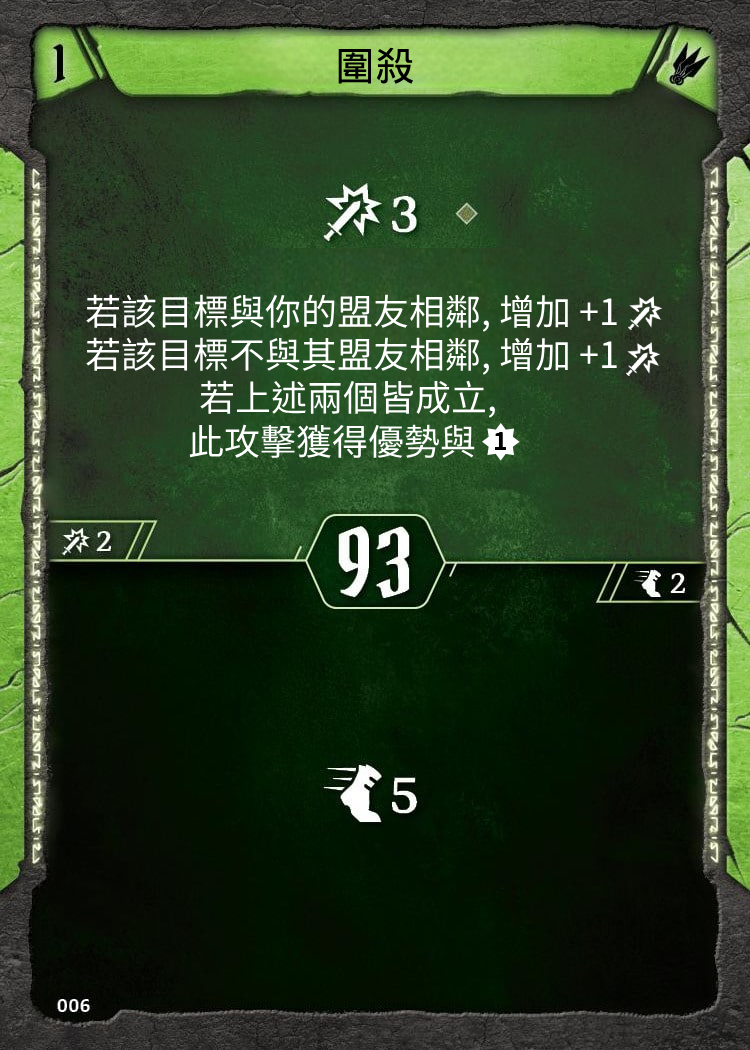 1
圍殺
3
若該目標與你的盟友相鄰, 增加 +1
若該目標不與其盟友相鄰, 增加 +1
若上述兩個皆成立,
此攻擊獲得優勢與 1
2
93
2
5
006